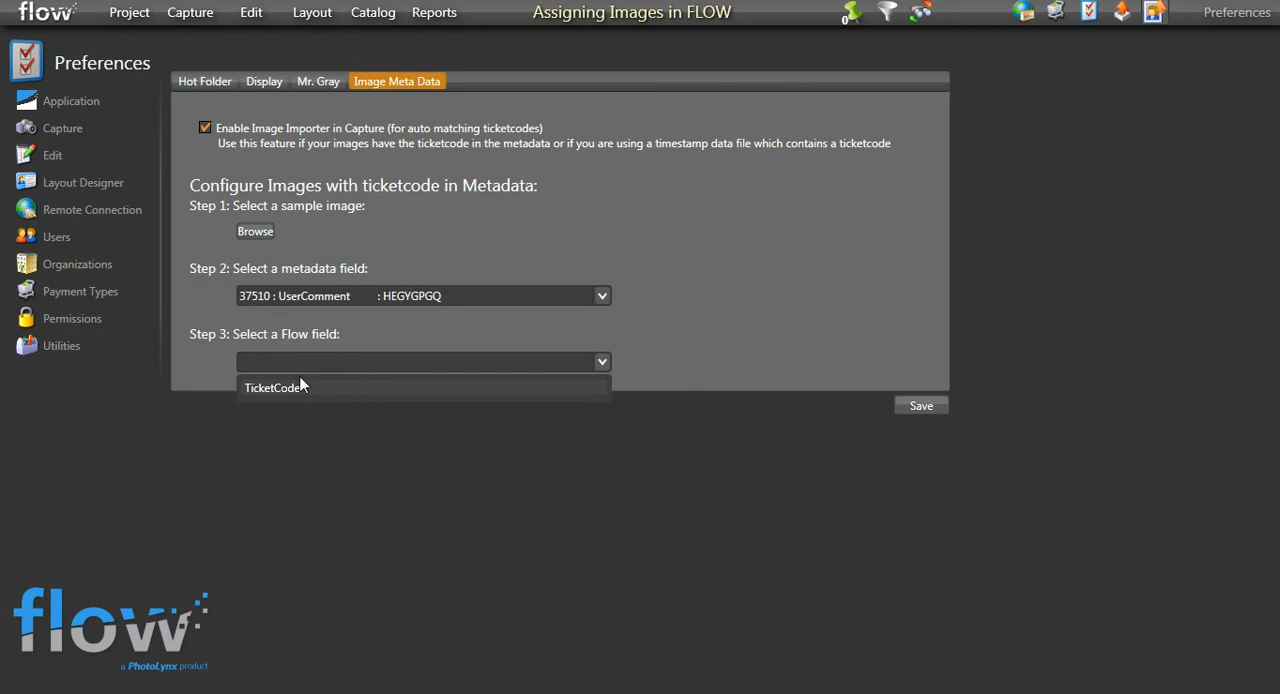 flow Project Capture Edit Layout Catalog Reports Assigning Images in FLOW 0 Preferences
Preferences
Hot Folder Display Mr. Gray Image Meta Data
Application
Capture
Edit
Layout Designer
Remote Connection
Users
Organizations
Payment Types
Permissions
Utilities
Enable Image Importer in Capture (for auto matching ticketcodes)
Use this feature if your images have the ticketcode in the metadata or if you are using a timestamp data file which contains a ticketcode
Configure Images with ticketcode in Metadata:
Step 1: Select a sample image:
Browse
Step 2: Select a metadata field:
37510 : UserComment : HEGYGPGQ
Step 3: Select a Flow field:
TicketCode
Save
flow
a PhotoLynx product